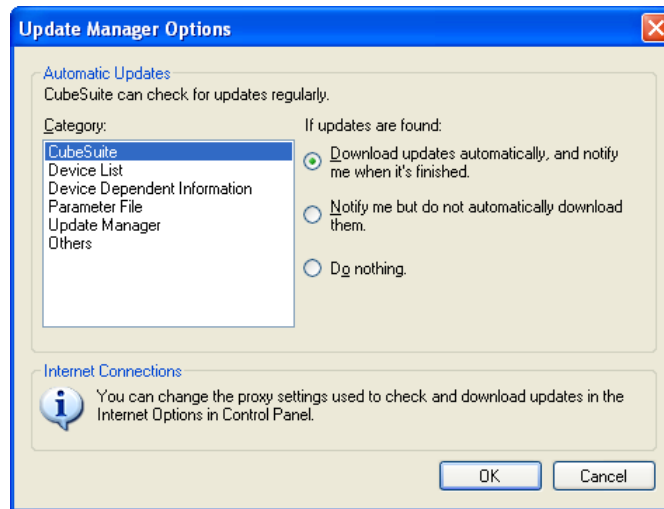 Update Manager Options
Automatic Updates
CubeSuite can check for updates regularly.
Category:
CubeSuite
Device List
Device Dependent Information
Parameter File
Update Manager
Others
If updates are found:
Download updates automatically, and notify
me when it's finished.
Notify me but do not automatically download
them.
Do nothing.
Internet Connections
You can change the proxy settings used to check and download updates in the
Internet Options in Control Panel.
OK
Cancel